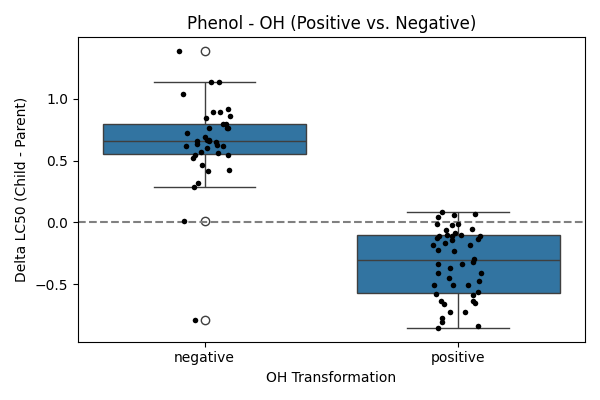 Phenol - OH (Positive vs. Negative)
Delta LC50 (Child - Parent)
1.0
0.5
0.0
−0.5
negative
positive
OH Transformation